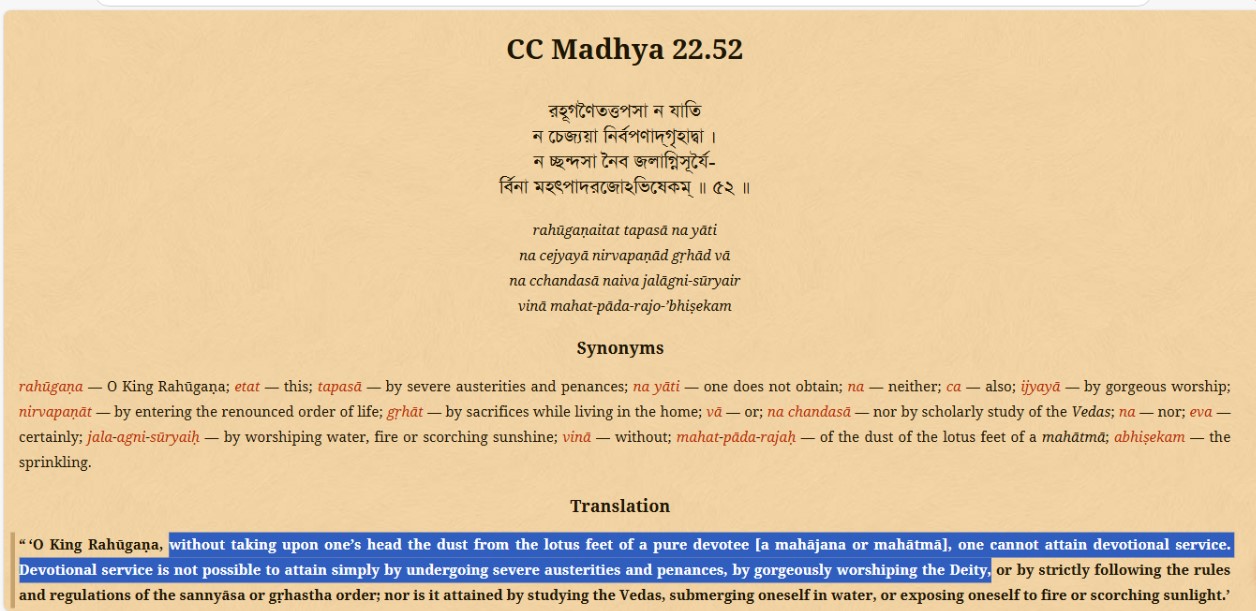 CC Madhya 22.52
রহূগণৈতত্তপসা ন যাতি
ন চেজ্যয়া নির্বপণাদ্‌গৃহাদ্বা ।
ন চ্ছন্দসা নৈব জলাগ্নিসূর্যৈ-
র্বিনা মহৎপাদরজোঽভিষেকম্ ॥ ৫২ ॥
rahūgaṇaitat tapasā na yāti
na cejyayā nirvapaṇād gṛhād vā
na cchandasā naiva jalāgni-sūryair
vinā mahat-pāda-rajo-’bhiṣekam
Synonyms
rahūgaṇa — O King Rahūgaṇa; etat — this; tapasā — by severe austerities and penances; na yāti — one does not obtain; na — neither; ca — also; ijyayā — by gorgeous worship;
nirvapaṇāt — by entering the renounced order of life; gṛhāt — by sacrifices while living in the home; vā — or; na chandasā — nor by scholarly study of the Vedas; na — nor; eva —
certainly; jala-agni-sūryaiḥ — by worshiping water, fire or scorching sunshine; vinā — without; mahat-pāda-rajaḥ — of the dust of the lotus feet of a mahātmā; abhiṣekam — the
sprinkling.
Translation
“ ‘O King Rahūgaṇa, without taking upon one’s head the dust from the lotus feet of a pure devotee [a mahājana or mahātmā], one cannot attain devotional service.
Devotional service is not possible to attain simply by undergoing severe austerities and penances, by gorgeously worshiping the Deity, or by strictly following the rules
and regulations of the sannyāsa or gṛhastha order; nor is it attained by studying the Vedas, submerging oneself in water, or exposing oneself to fire or scorching sunlight.’